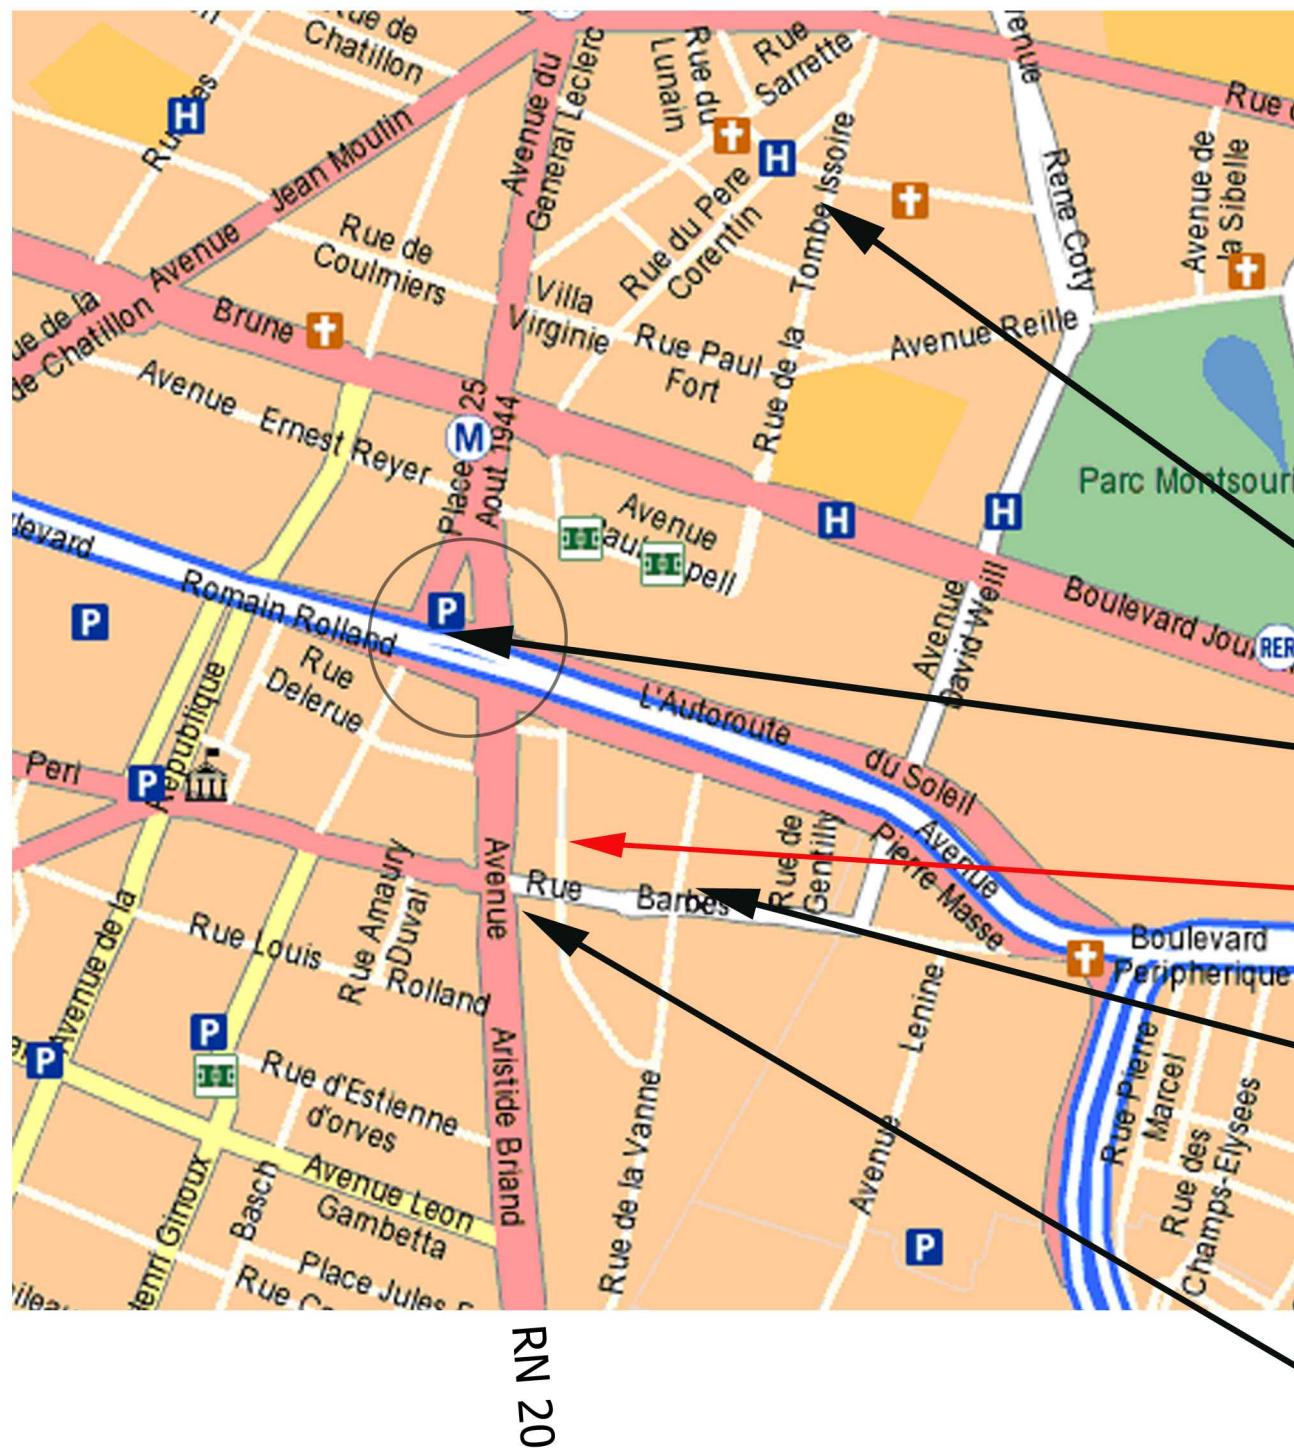 Rue de
Chatillon
Jean Moulin
Avenue
Avenue du
General Leclerc
Rue du
Lunain
Rue
Sarrette
Rue
Rene Coty
Avenue de
la Sibelle
H
H
Rue de
Coulmiers
Rue du Pere
Corentin
Tombe Issoire
Rue de la
Villa
Virginie
Rue Paul
Fort
Avenue Reille
de Chatillon
Brune
Avenue Ernest Reyer
Place 25
Aout 1944
M
Avenue
Parc Montsouri
H
H
Boulevard
RER
Avenue
David Weill
P
P
Romain Rolland
Rue
Delerue
L'Autoroute
du Soleil
Republique
Peri
P
Avenue
Pierre Masse
Rue de
Gentilly
Avenue
Rue Barbes
Boulevard
Peripherique
Avenue de la
Rue Louis
Rolland
Rue Amaury
Duval
Lenine
Avenue
P
P
Rue d'Estienne
d'orves
Aristide Briand
Rue de la Vanne
Rue Pierre
Marcel
Rue des
Champs-Elysees
Avenue Leon
Gambetta
Basch
Ginoux
P
Place Jules
Rue
RN 20